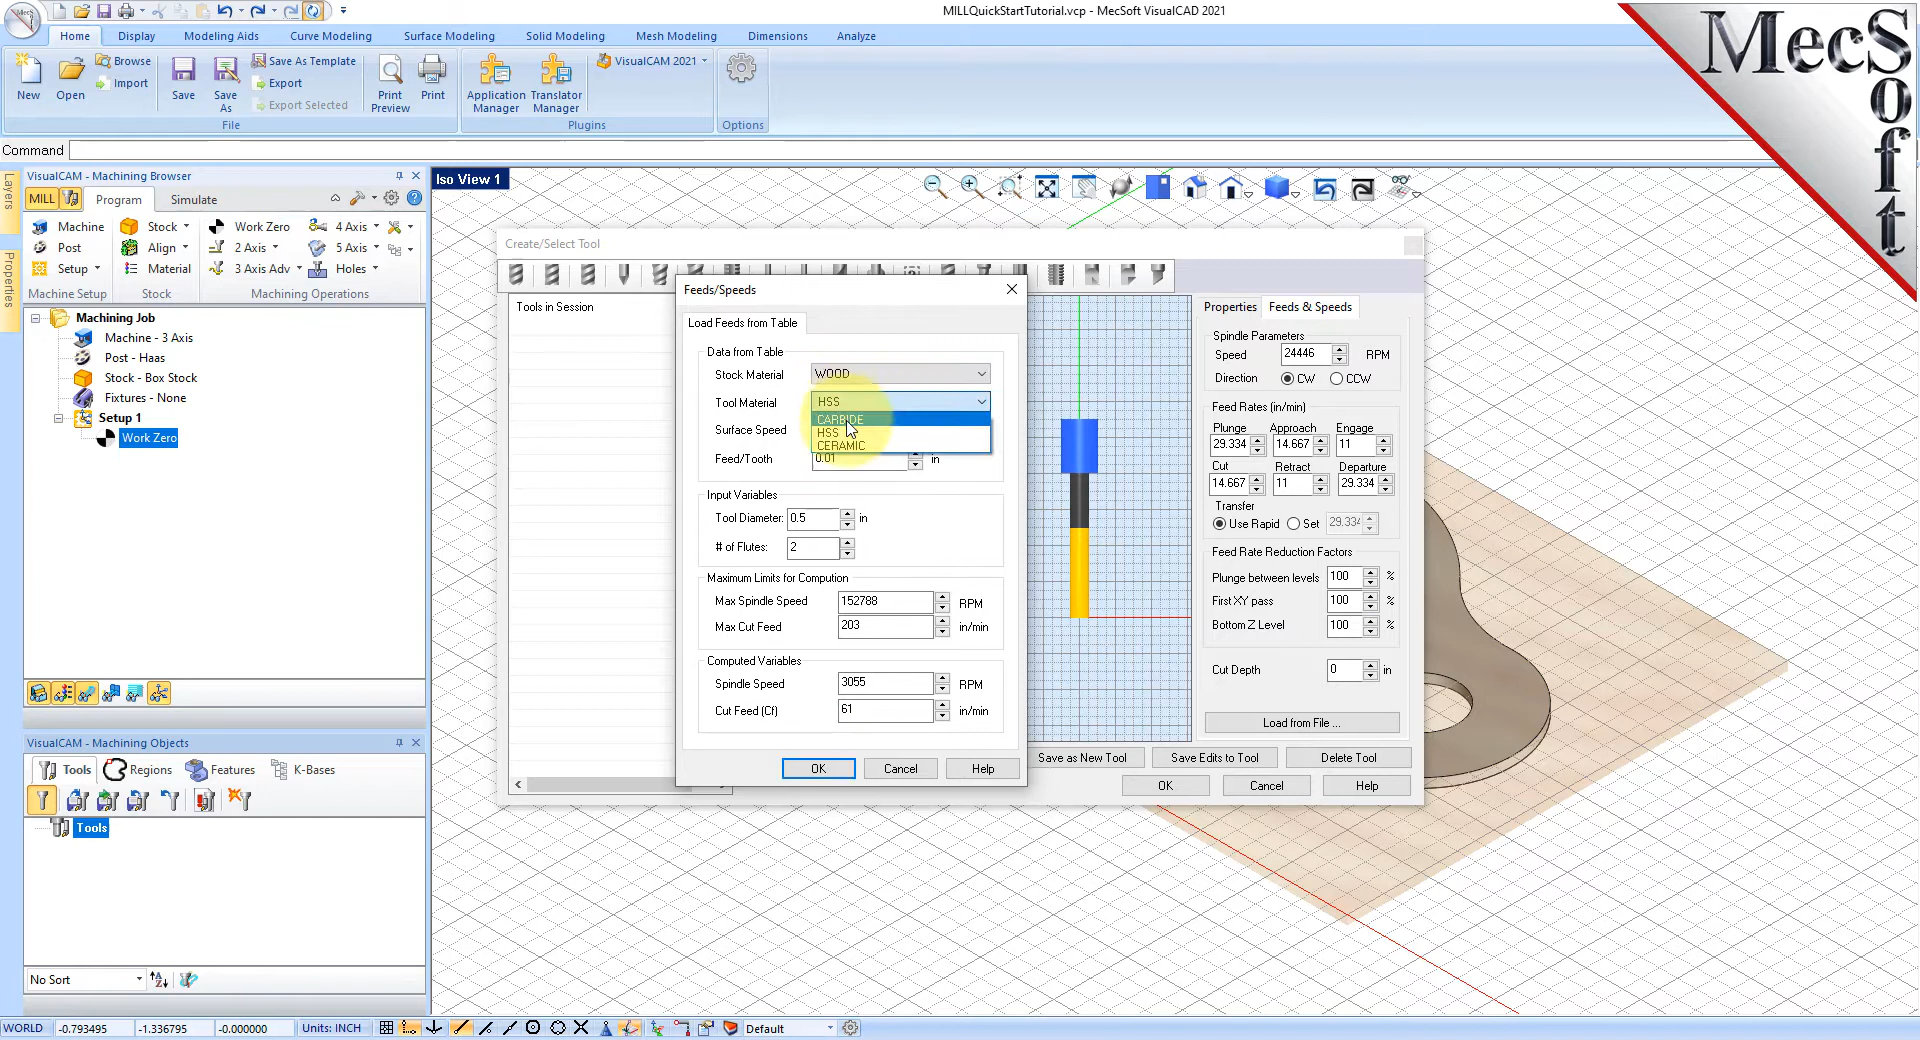 MILLQuickStartTutorial.vcp - MecSoft VisualCAD 2021
MecSoft
Home
Display
Modeling Aids
Curve Modeling
Surface Modeling
Solid Modeling
Mesh Modeling
Dimensions
Analyze
New
Open
Browse
Import
Save
Save As
Save As Template
Export
Export Selected
Print Preview
Print
File
Application Manager
Translator Manager
VisualCAM 2021
Plugins
Options
Command
Layers
Properties
VisualCAM - Machining Browser
MILL
Program
Simulate
Machine
Post
Setup
Machine Setup
Stock
Align
Material
Stock
Work Zero
2 Axis
3 Axis Adv
4 Axis
5 Axis
Holes
Machining Operations
Machining Job
Machine - 3 Axis
Post - Haas
Stock - Box Stock
Fixtures - None
Setup 1
Work Zero
VisualCAM - Machining Objects
Tools
Regions
Features
K-Bases
Tools
No Sort
Iso View 1
Create/Select Tool
Tools in Session
Feeds/Speeds
Load Feeds from Table
Data from Table
Stock Material WOOD
Tool Material HSS
CARBIDE
HSS
CERAMIC
Surface Speed
Feed/Tooth 0.01 in
Input Variables
Tool Diameter: 0.5 in
# of Flutes: 2
Maximum Limits for Compution
Max Spindle Speed 152788 RPM
Max Cut Feed 203 in/min
Computed Variables
Spindle Speed 3055 RPM
Cut Feed (Cf) 61 in/min
OK
Cancel
Help
Properties
Feeds & Speeds
Spindle Parameters
Speed 24446 RPM
Direction CW CCW
Feed Rates (in/min)
Plunge Approach Engage
29.334 14.667 11
Cut Retract Departure
14.667 11 29.334
Transfer
Use Rapid Set
Feed Rate Reduction Factors
Plunge between levels 100 %
First XY pass 100 %
Bottom Z Level 100 %
Cut Depth 0 in
Load from File ...
Save as New Tool
Save Edits to Tool
Delete Tool
OK
Cancel
Help
WORLD -0.793495 -1.336795 -0.000000 Units: INCH Default